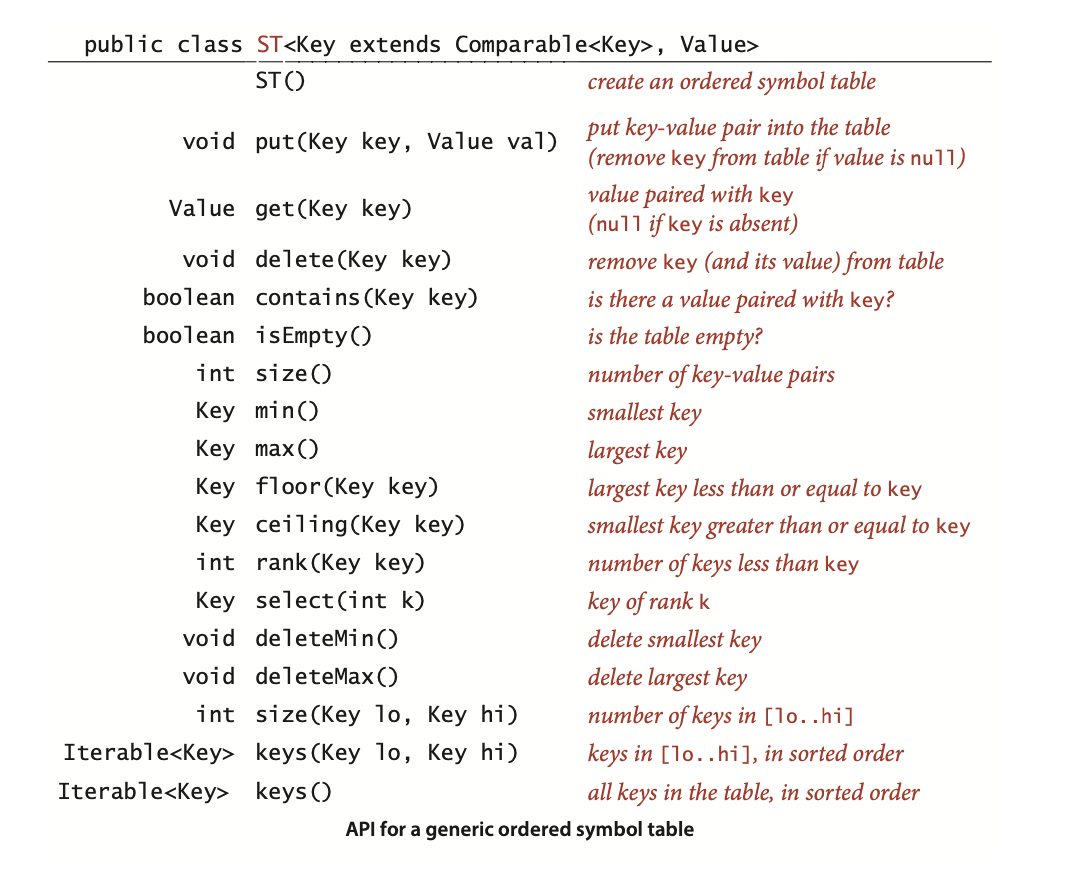 public class ST<Key extends Comparable<Key>, Value>
ST() create an ordered symbol table
void put(Key key, Value val) put key-value pair into the table
(remove key from table if value is null)
Value get(Key key) value paired with key
(null if key is absent)
void delete(Key key) remove key (and its value) from table
boolean contains(Key key) is there a value paired with key?
boolean isEmpty() is the table empty?
int size() number of key-value pairs
Key min() smallest key
Key max() largest key
Key floor(Key key) largest key less than or equal to key
Key ceiling(Key key) smallest key greater than or equal to key
int rank(Key key) number of keys less than key
Key select(int k) key of rank k
void deleteMin() delete smallest key
void deleteMax() delete largest key
int size(Key lo, Key hi) number of keys in [lo..hi]
Iterable<Key> keys(Key lo, Key hi) keys in [lo..hi], in sorted order
Iterable<Key> keys() all keys in the table, in sorted order
API for a generic ordered symbol table